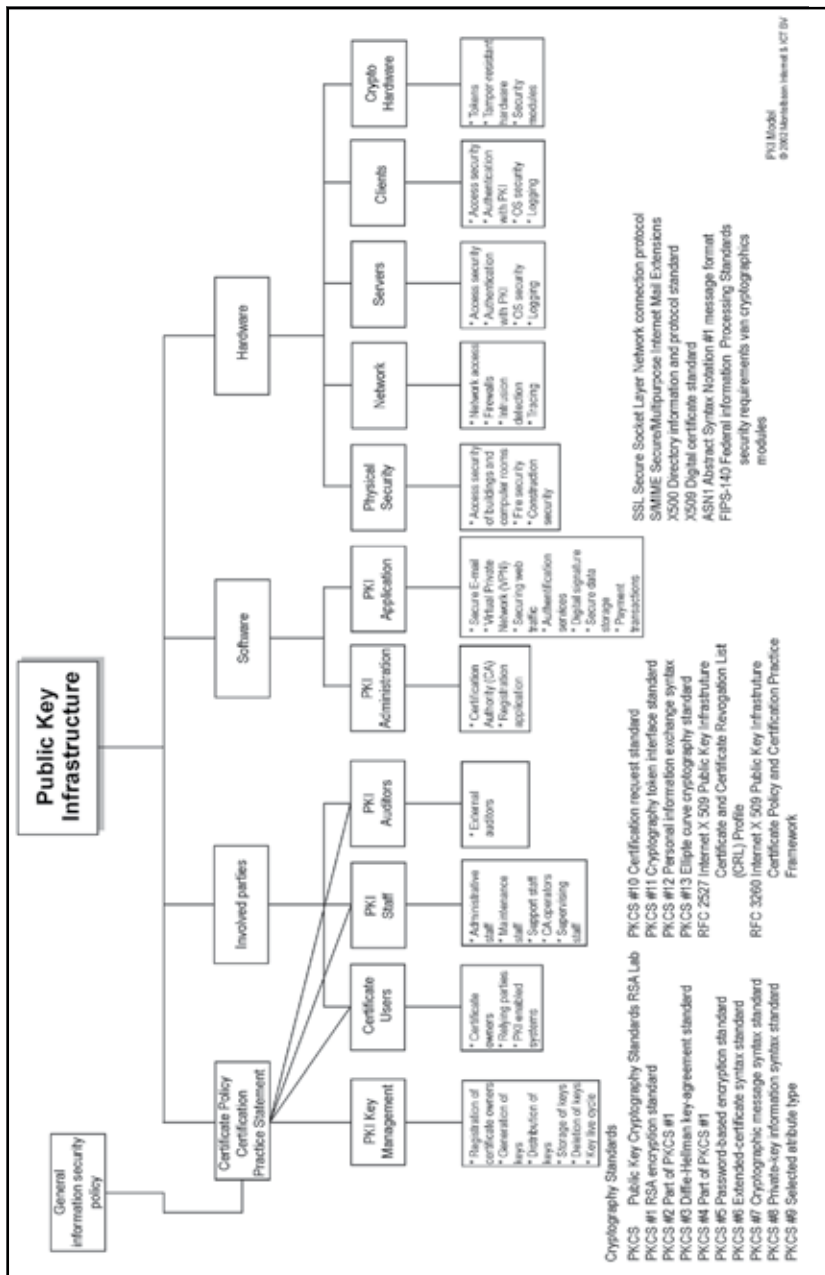 Public Key
Infrastructure
General
information security
policy
Certificate Policy
Certification
Practice Statement
Involved parties
Software
Hardware
PKI Key
Management
Certificate
Users
PKI
Staff
PKI
Auditors
PKI
Administration
PKI
Application
Physical
Security
Network
Servers
Clients
Crypto
Hardware
* Registration of
certificate owners
* Generation of
keys
* Distribution of
keys
* Storage of keys
* Deletion of keys
* Key live cycle
* Certificate
owners
* Relying parties
* PKI enabled
systems
* Administrative
staff
* Maintenance
staff
* Support staff
* CA operators
* Supervising
staff
* External
auditors
* Certification
Authority (CA)
* Registration
application
* Secure E-mail
* Virtual Private
Network (VPN)
* Securing web
traffic
* Authentification
services
* Digital signature
* Secure data
storage
* Payment
transactions
* Access security
of buildings and
computer rooms
* Fire security
* Construction
security
* Network access
* Firewalls
* Intrusion
detection
* Tracing
* Access security
* Authentication
with PKI
* OS security
* Logging
* Access security
* Authentication
with PKI
* OS security
* Logging
* Tokens
* Tamper-resistant
hardware
* Security
modules
Cryptography Standards
PKCS Public Key Cryptography Standards RSA Lab
PKCS #1 RSA encryption standard
PKCS #2 Part of PKCS #1
PKCS #3 Diffie-Hellman key-agreement standard
PKCS #4 Part of PKCS #1
PKCS #5 Password-based encryption standard
PKCS #6 Extended-certificate syntax standard
PKCS #7 Cryptographic message syntax standard
PKCS #8 Private-key information syntax standard
PKCS #9 Selected atribute type
PKCS #10 Certification request standard
PKCS #11 Cryptography token interface standard
PKCS #12 Personal information exchange syntax
PKCS #13 Ellipte curve cryptography standard
RFC 2527 Internet X 509 Public Key Infrastruture
Certificate and Certificate Revogation List
(CRL) Profile
RFC 3260 Internet X 509 Public Key Infrastruture
Certificate Policy and Certification Practice
Framework
SSL Secure Socket Layer Network connection protocol
S/MIME Secure/Multipurpose Internet Mail Extensions
X500 Directory information and protocol standard
X509 Digital certificate standard
ASN1 Abstract Syntax Notation #1 message format
FIPS-140 Federal information Processing Standards
security requirements van cryptographics
modules
PKI Model
© 2002 Internet & ICT BV